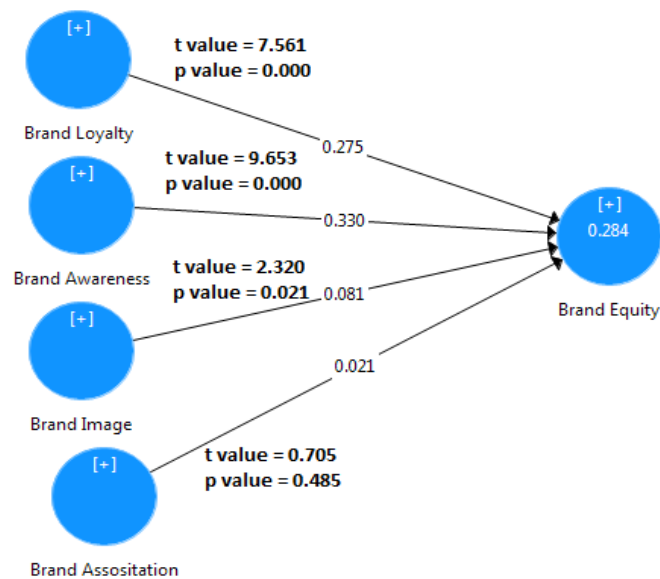 [+]
t value = 7.561
p value = 0.000
Brand Loyalty
0.275
[+]
t value = 9.653
p value = 0.000
0.330
Brand Awareness
[+]
0.284
Brand Equity
[+]
t value = 2.320
p value = 0.021
0.081
Brand Image
0.021
[+]
t value = 0.705
p value = 0.485
Brand Assositation